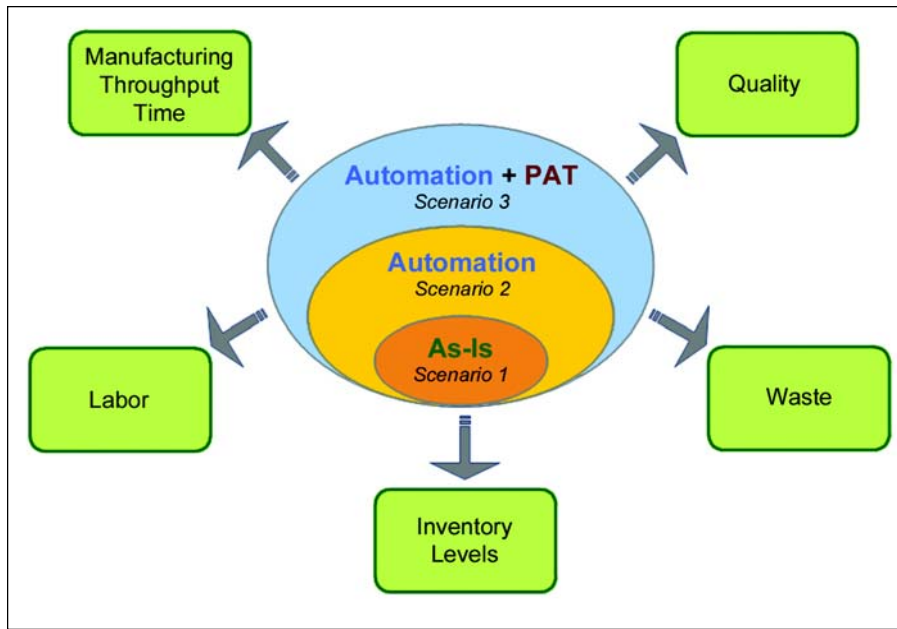 Manufacturing
Throughput
Time
Quality
Automation + PAT
Scenario 3
Automation
Scenario 2
As-Is
Scenario 1
Labor
Waste
Inventory
Levels